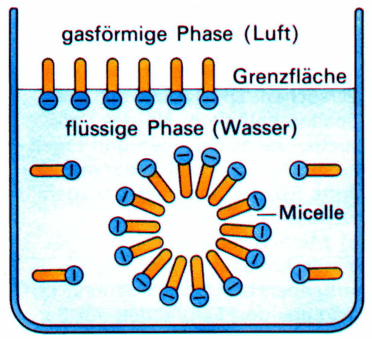 gasförmige Phase (Luft)
Grenzfläche
flüssige Phase (Wasser)
Micelle